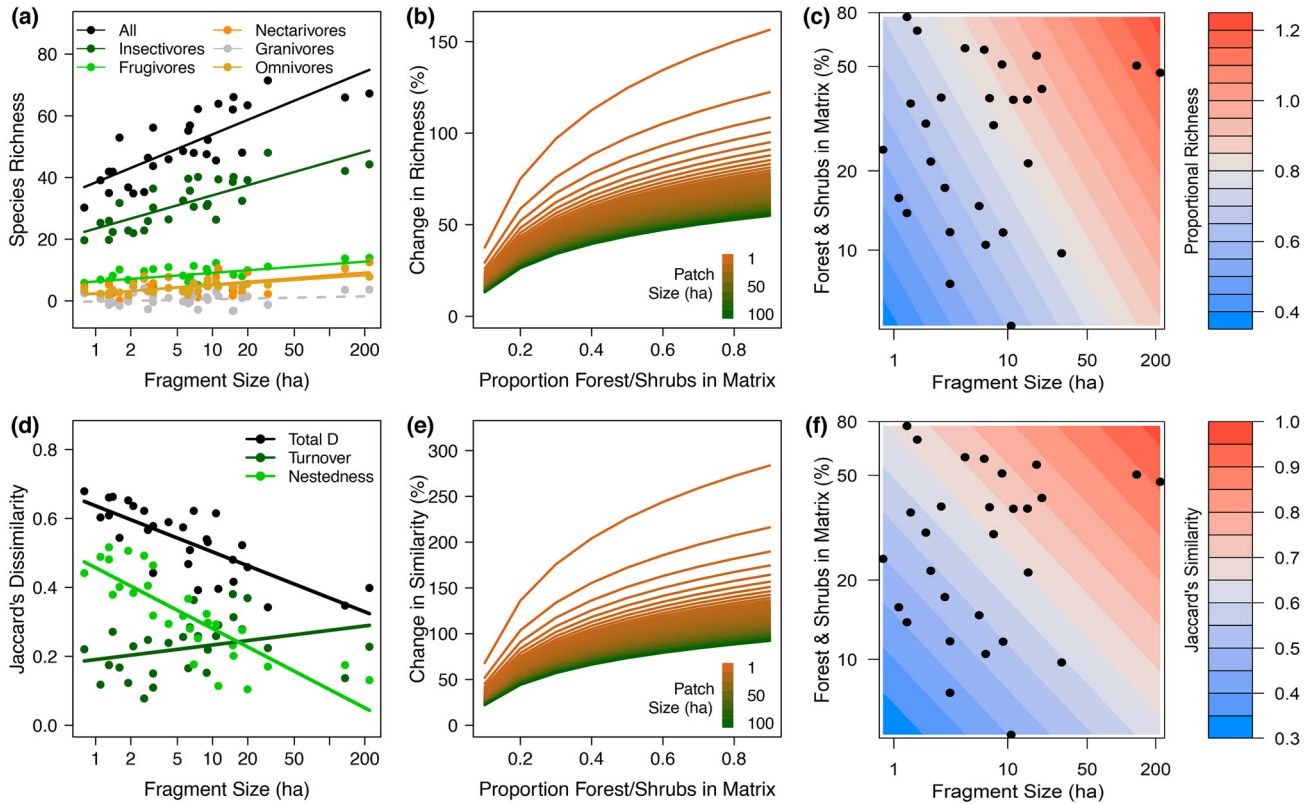 (a)
All
Insectivores
Frugivores
Nectarivores
Granivores
Omnivores
80
60
40
20
0
Species Richness
1 2 5 10 20 50 200
Fragment Size (ha)
(b)
150
100
50
0
Change in Richness (%)
Patch
Size (ha)
1
50
100
0.2 0.4 0.6 0.8
Proportion Forest/Shrubs in Matrix
(c)
80
50
20
10
Forest & Shrubs in Matrix (%)
1 10 50 200
Fragment Size (ha)
Proportional Richness
1.2
1.0
0.8
0.6
0.4
(d)
Total D
Turnover
Nestedness
0.8
0.6
0.4
0.2
0.0
Jaccard's Dissimilarity
1 2 5 10 20 50 200
Fragment Size (ha)
(e)
300
250
200
150
100
50
0
Change in Similarity (%)
Patch
Size (ha)
1
50
100
0.2 0.4 0.6 0.8
Proportion Forest/Shrubs in Matrix
(f)
80
50
20
10
Forest & Shrubs in Matrix (%)
1 10 50 200
Fragment Size (ha)
Jaccard's Similarity
1.0
0.9
0.8
0.7
0.6
0.5
0.4
0.3